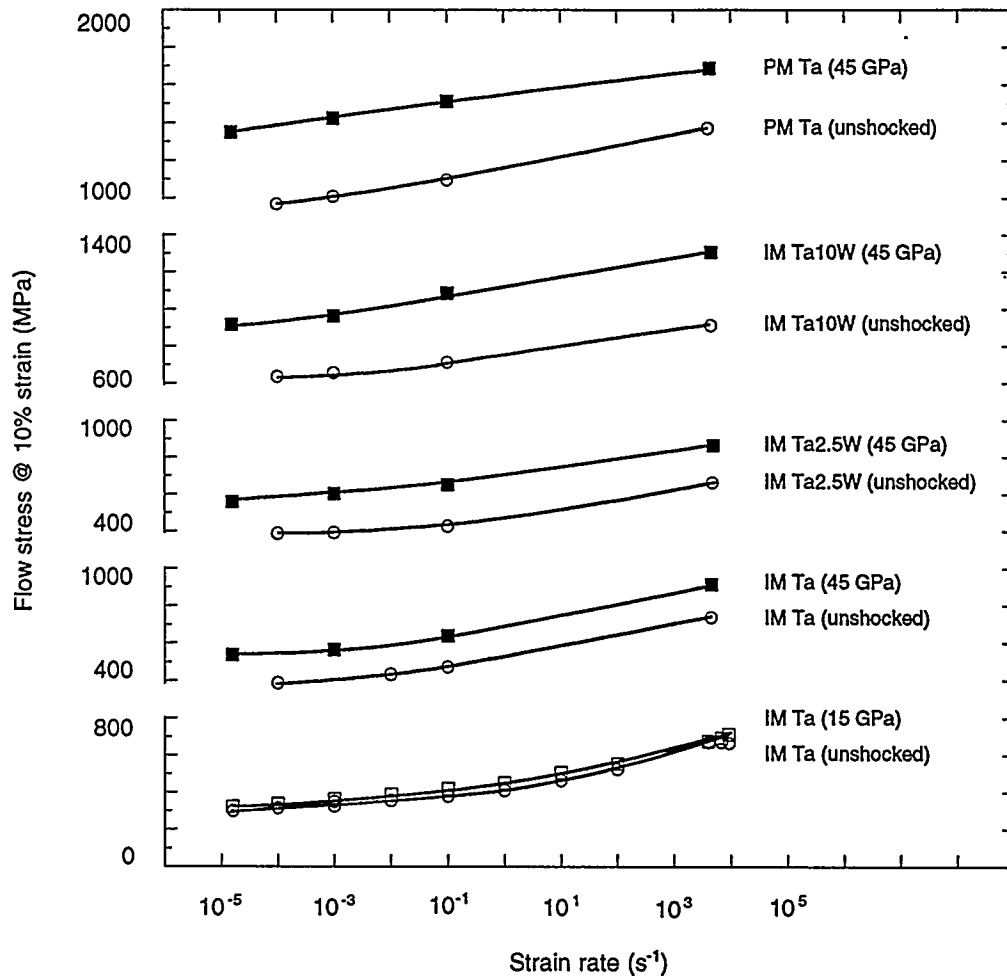 2000
PM Ta (45 GPa)
PM Ta (unshocked)
1000
1400
IM Ta10W (45 GPa)
IM Ta10W (unshocked)
600
1000
IM Ta2.5W (45 GPa)
IM Ta2.5W (unshocked)
400
1000
IM Ta (45 GPa)
IM Ta (unshocked)
400
800
IM Ta (15 GPa)
IM Ta (unshocked)
0
Flow stress @ 10% strain (MPa)
10⁻⁵ 10⁻³ 10⁻¹ 10¹ 10³ 10⁵
Strain rate (s⁻¹)